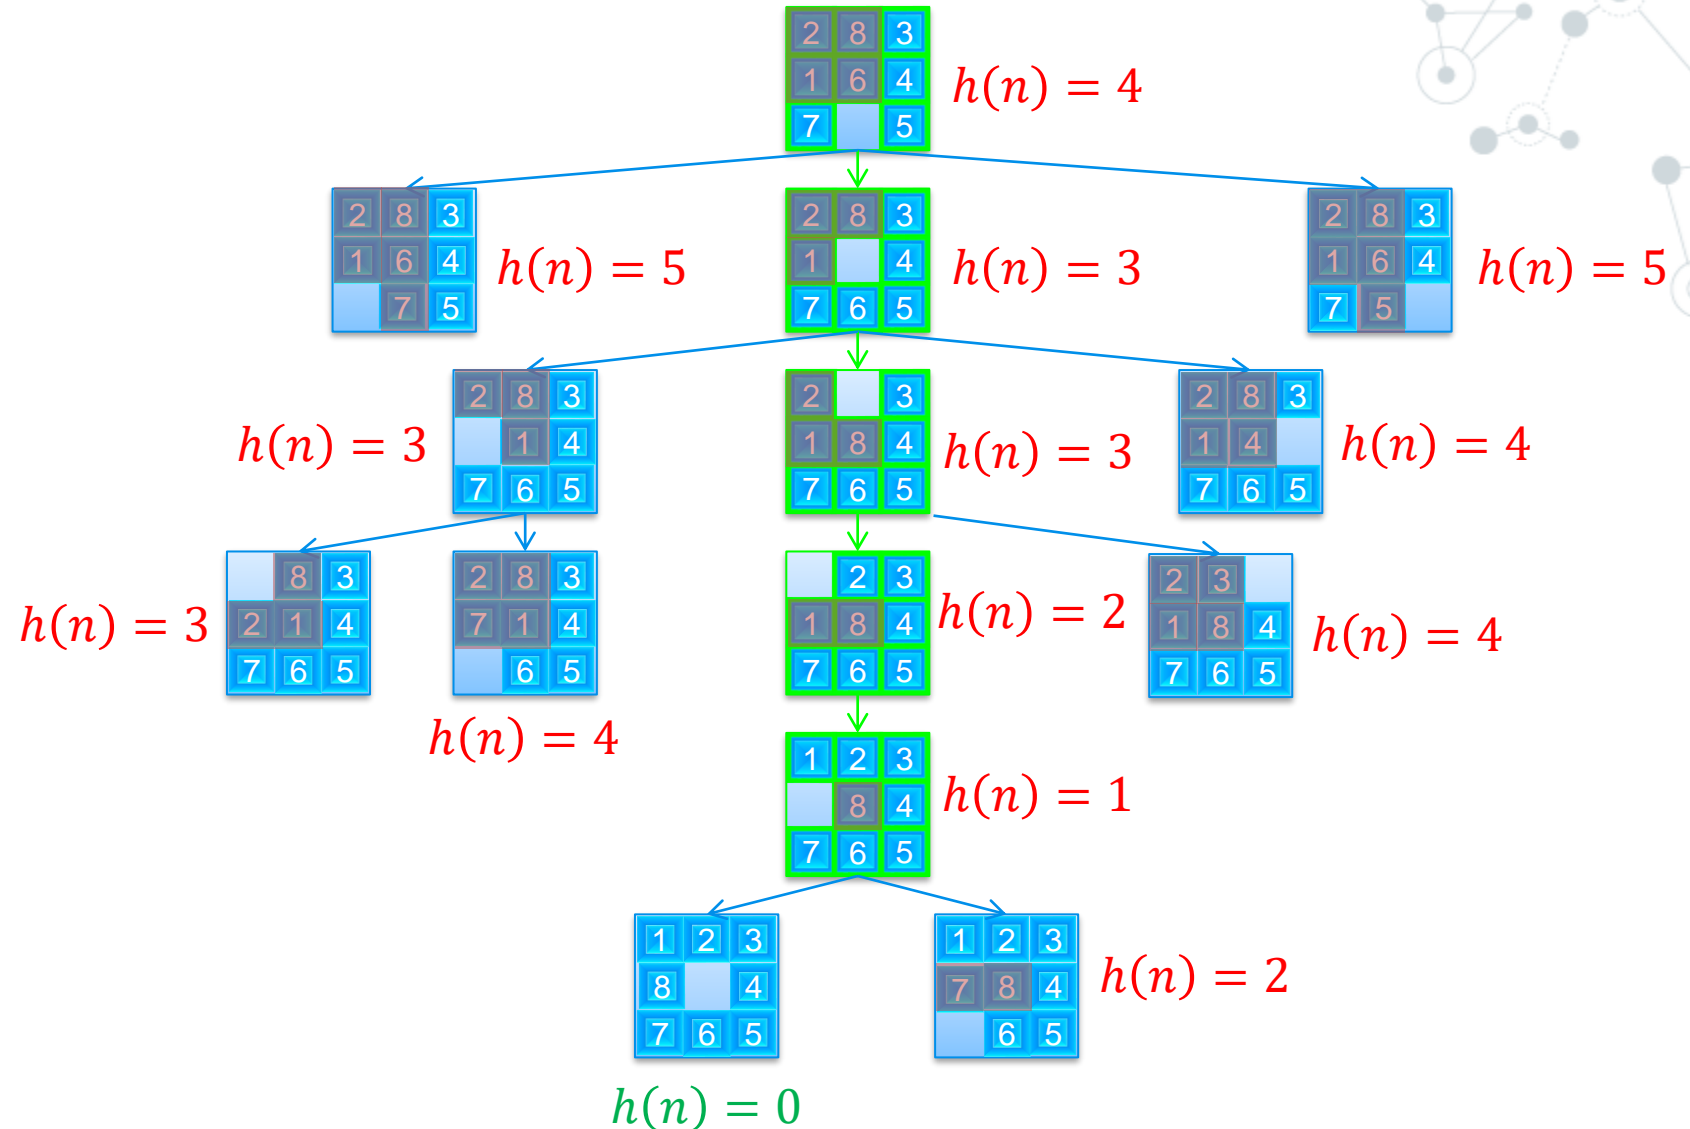 2 8 3
1 6 4
7 5
h(n) = 4
2 8 3
1 6 4
7 5
h(n) = 5
2 8 3
1 4
7 6 5
h(n) = 3
2 8 3
1 6 4
7 5
h(n) = 5
2 8 3
1 4
7 6 5
h(n) = 3
2 3
1 8 4
7 6 5
h(n) = 3
2 8 3
1 4
7 6 5
h(n) = 4
8 3
2 1 4
7 6 5
h(n) = 3
2 8 3
7 1 4
6 5
h(n) = 4
2 3
1 8 4
7 6 5
h(n) = 2
2 3
1 8 4
7 6 5
h(n) = 4
1 2 3
8 4
7 6 5
h(n) = 1
1 2 3
8 4
7 6 5
h(n) = 0
1 2 3
7 8 4
6 5
h(n) = 2